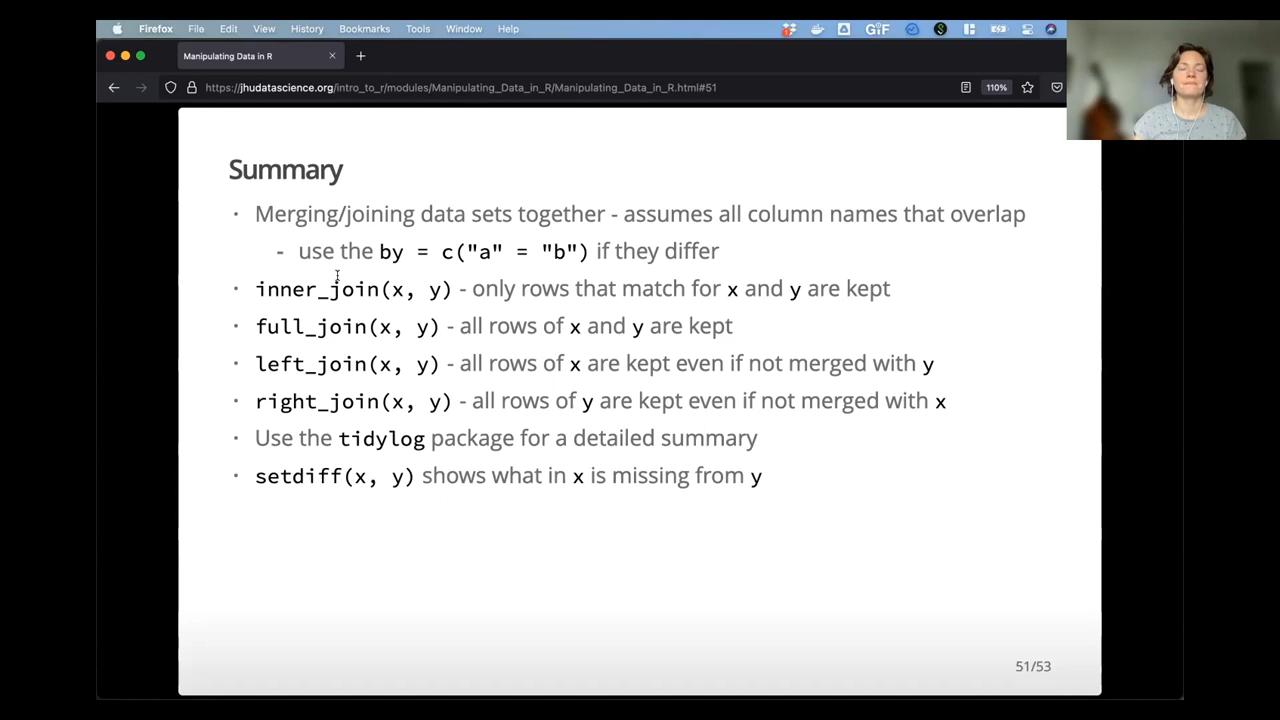 Firefox File Edit View History Bookmarks Tools Window Help
GIF
S
Manipulating Data in R
https://jhudatascience.org/intro_to_r/modules/Manipulating_Data_in_R/Manipulating_Data_in_R.html#51
110%
Summary
· Merging/joining data sets together - assumes all column names that overlap
- use the by = c("a" = "b") if they differ
· inner_join(x, y) - only rows that match for x and y are kept
· full_join(x, y) - all rows of x and y are kept
· left_join(x, y) - all rows of x are kept even if not merged with y
· right_join(x, y) - all rows of y are kept even if not merged with x
· Use the tidylog package for a detailed summary
· setdiff(x, y) shows what in x is missing from y
51/53